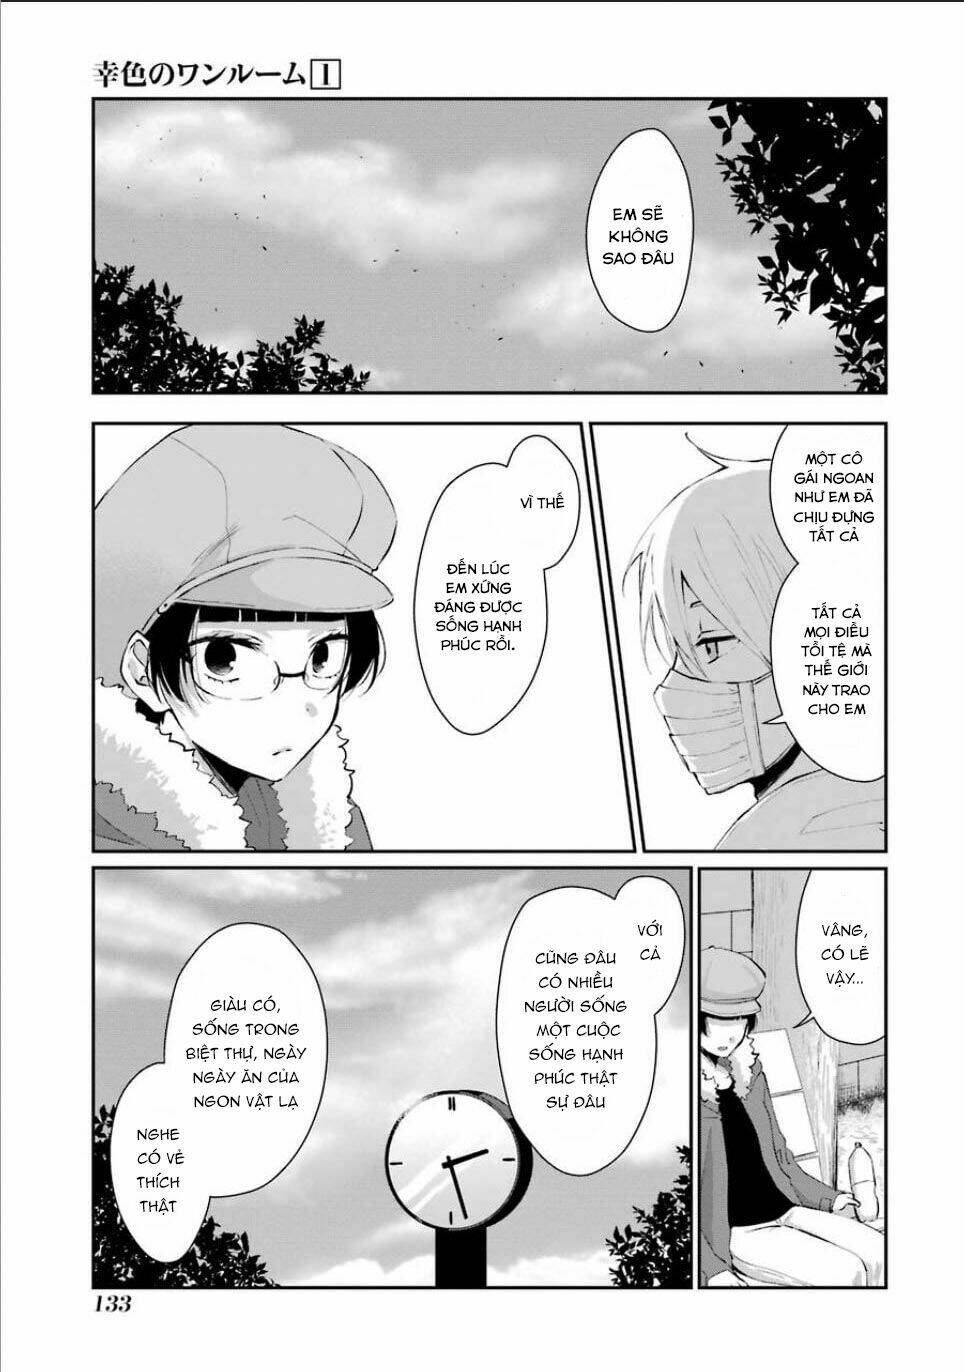 幸色のワンルーム 1
EM SẼ
KHÔNG
SAO ĐÂU
MỘT CÔ
GÁI NGOAN
NHƯ EM ĐÃ
CHỊU ĐỰNG
TẤT CẢ
TẤT CẢ
MỌI ĐIỀU
TỒI TỆ MÀ
THẾ GIỚI
NÀY TRAO
CHO EM
VÌ THẾ
ĐẾN LÚC
EM XỨNG
ĐÁNG ĐƯỢC
SỐNG HẠNH
PHÚC RỒI.
VÂNG,
CÓ LẼ
VẬY...
VỚI
CẢ
CŨNG ĐÂU
CÓ NHIỀU
NGƯỜI SỐNG
MỘT CUỘC
SỐNG HẠNH
PHÚC THẬT
SỰ ĐÂU
GIÀU CÓ,
SỐNG TRONG
BIỆT THỰ, NGÀY
NGÀY ĂN CỦA
NGON VẬT LẠ
NGHE
CÓ VẺ
THÍCH
THẬT
133